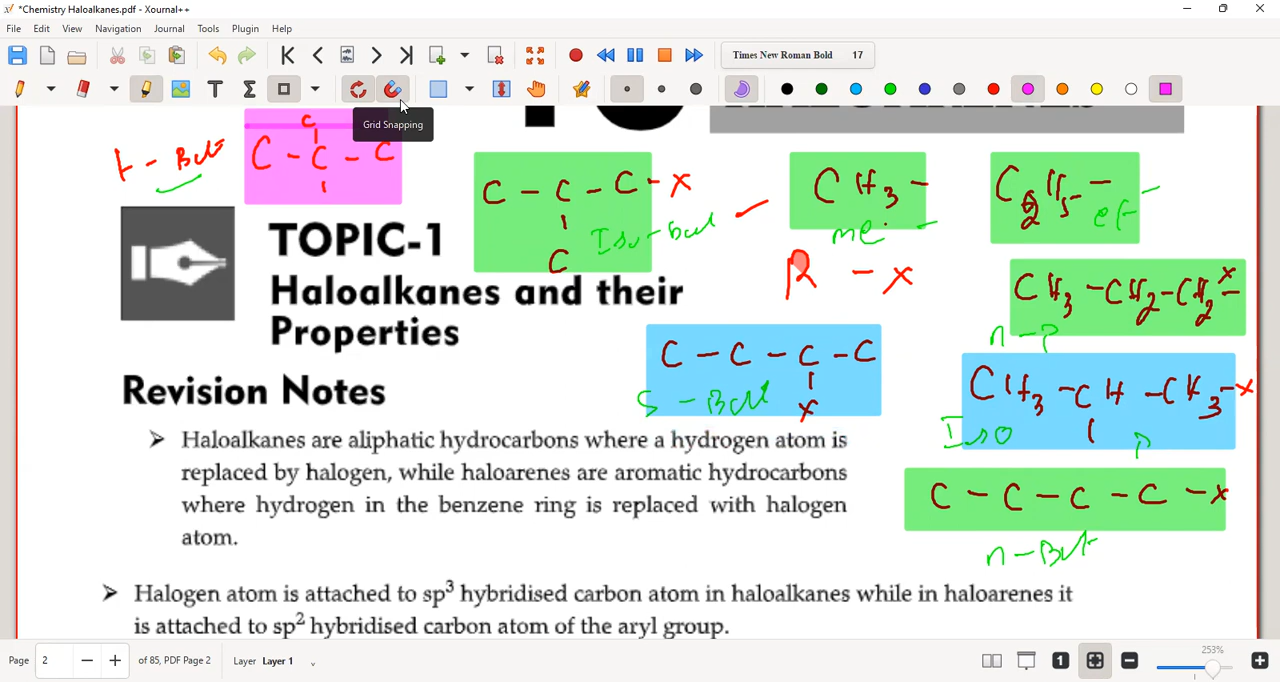 *Chemistry Haloalkanes.pdf - Xournal++
File Edit View Navigation Journal Tools Plugin Help
Times New Roman Bold 17
Grid Snapping
t - But
C
C - C - C
C - C - C - X
C
Iso-but
CH3 -
me
C2H5 -
et
R - X
CH3 - CH2 - CH2 -
X
n - P
TOPIC-1
Haloalkanes and their
Properties
C - C - C - C
X
S - But
CH3 - CH - CH3 - X
Iso P
Revision Notes
➤ Haloalkanes are aliphatic hydrocarbons where a hydrogen atom is
replaced by halogen, while haloarenes are aromatic hydrocarbons
where hydrogen in the benzene ring is replaced with halogen
atom.
C - C - C - C - X
n - But
➤ Halogen atom is attached to sp³ hybridised carbon atom in haloalkanes while in haloarenes it
is attached to sp² hybridised carbon atom of the aryl group.
Page 2 of 85, PDF Page 2 Layer Layer 1
253%